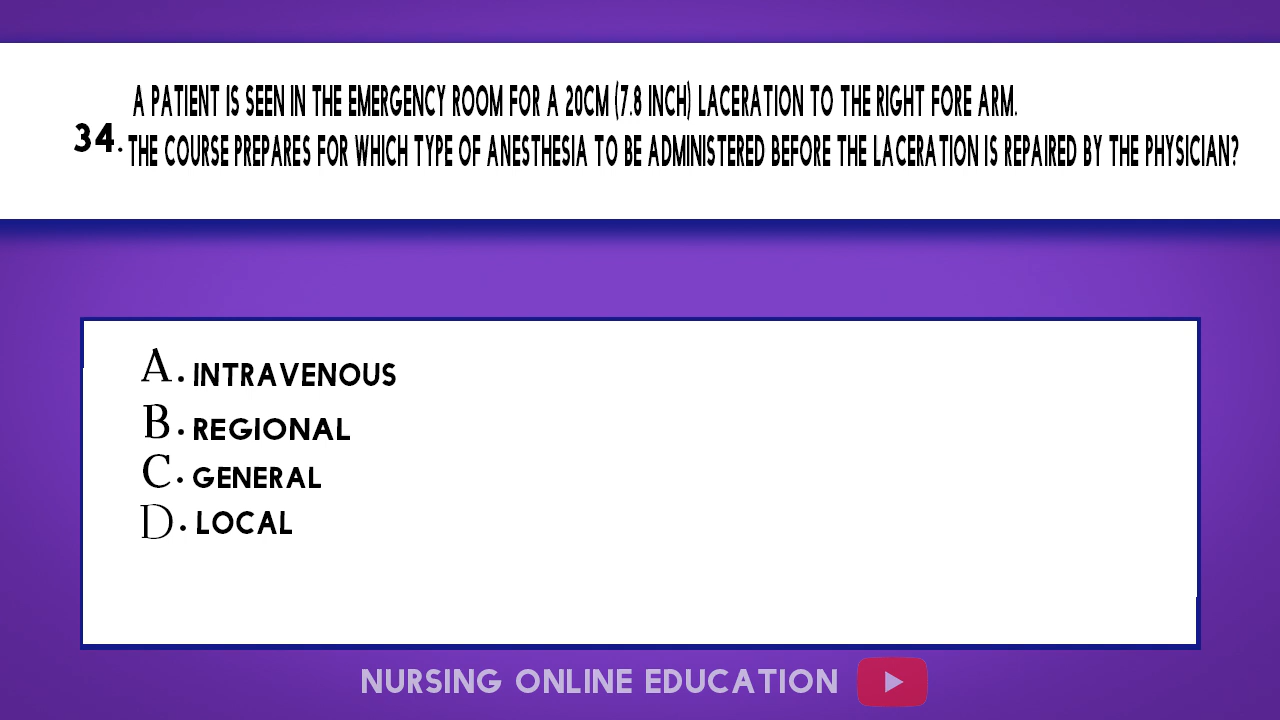 A PATIENT IS SEEN IN THE EMERGENCY ROOM FOR A 20CM (7.8 INCH) LACERATION TO THE RIGHT FORE ARM.
34. THE COURSE PREPARES FOR WHICH TYPE OF ANESTHESIA TO BE ADMINISTERED BEFORE THE LACERATION IS REPAIRED BY THE PHYSICIAN?
A. INTRAVENOUS
B. REGIONAL
C. GENERAL
D. LOCAL
NURSING ONLINE EDUCATION